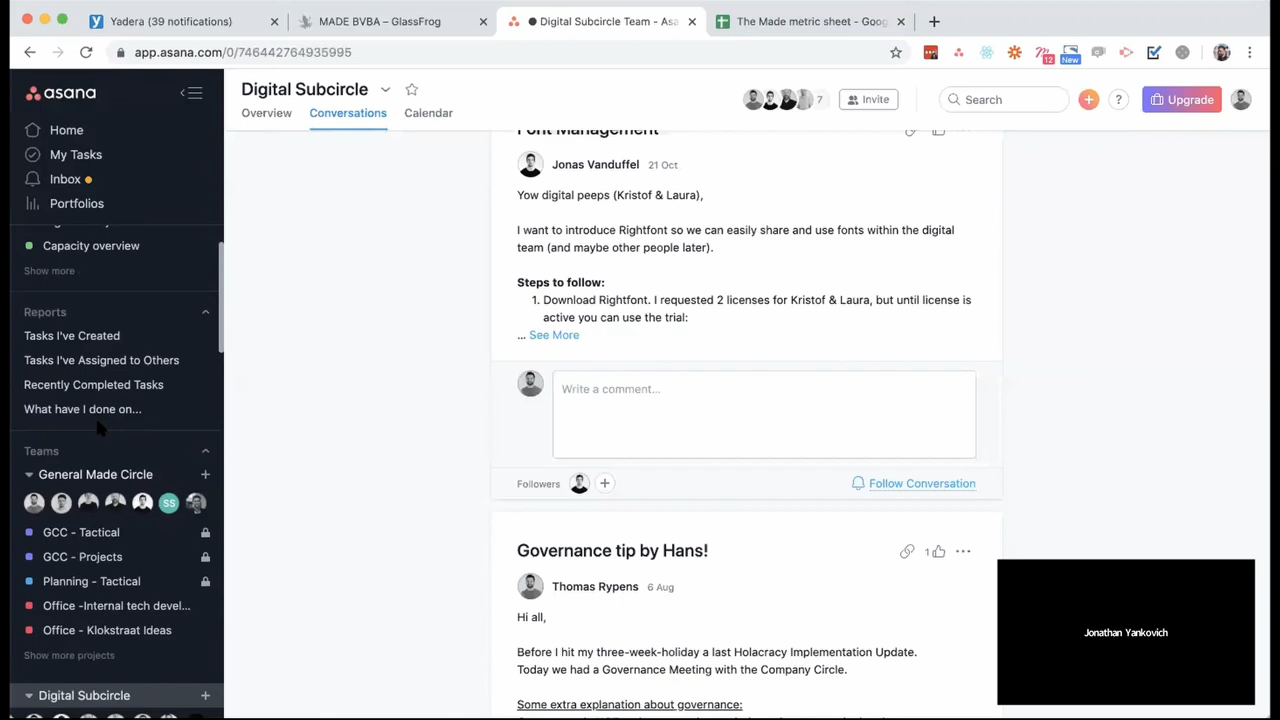 Yadera (39 notifications)
MADE BVBA – GlassFrog
Digital Subcircle Team - Asa
The Made metric sheet - Goog
app.asana.com/0/746442764935995
12
New
asana
Home
My Tasks
Inbox
Portfolios
Capacity overview
Show more
Reports
Tasks I've Created
Tasks I've Assigned to Others
Recently Completed Tasks
What have I done on...
Teams
General Made Circle
SS
GCC - Tactical
GCC - Projects
Planning - Tactical
Office -Internal tech devel...
Office - Klokstraat Ideas
Show more projects
Digital Subcircle
Digital Subcircle
Overview
Conversations
Calendar
7
Invite
Search
?
Upgrade
Font Management
Jonas Vanduffel 21 Oct
Yow digital peeps (Kristof & Laura),
I want to introduce Rightfont so we can easily share and use fonts within the digital
team (and maybe other people later).
Steps to follow:
1. Download Rightfont. I requested 2 licenses for Kristof & Laura, but until license is
active you can use the trial:
... See More
Write a comment...
Followers
Follow Conversation
Governance tip by Hans!
1
Thomas Rypens 6 Aug
Hi all,
Before I hit my three-week-holiday a last Holacracy Implementation Update.
Today we had a Governance Meeting with the Company Circle.
Some extra explanation about governance:
Jonathan Yankovich